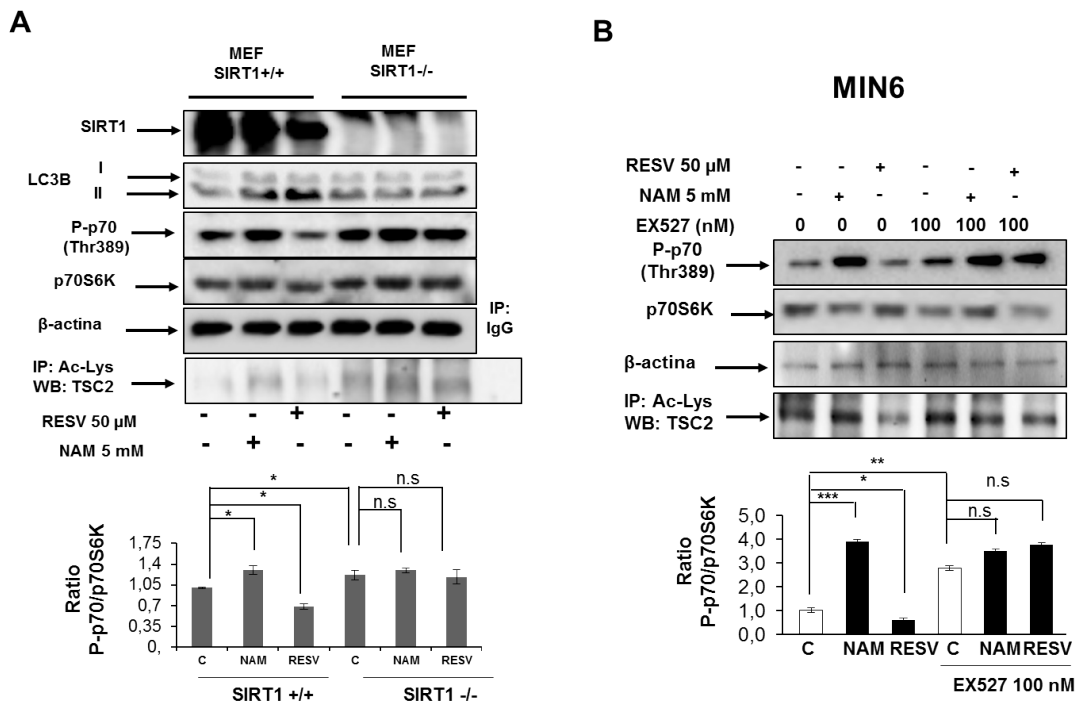 A
MEF
SIRT1+/+
MEF
SIRT1-/-
SIRT1
LC3B
I
II
P-p70
(Thr389)
p70S6K
β-actina
IP:
IgG
IP: Ac-Lys
WB: TSC2
RESV 50 µM - - + - - +
NAM 5 mM - + - - + -
* n.s
* n.s
*
Ratio
P-p70/p70S6K
1,75
1,4
1,05
0,7
0,35
0,
C NAM RESV C NAM RESV
SIRT1 +/+ SIRT1 -/-
B
MIN6
RESV 50 µM - - + - - +
NAM 5 mM - + - - + -
EX527 (nM) 0 0 0 100 100 100
P-p70
(Thr389)
p70S6K
β-actina
IP: Ac-Lys
WB: TSC2
** n.s
* n.s
***
Ratio
P-p70/p70S6K
5,0
4,0
3,0
2,0
1,0
0,0
C NAM RESV C NAM RESV
EX527 100 nM